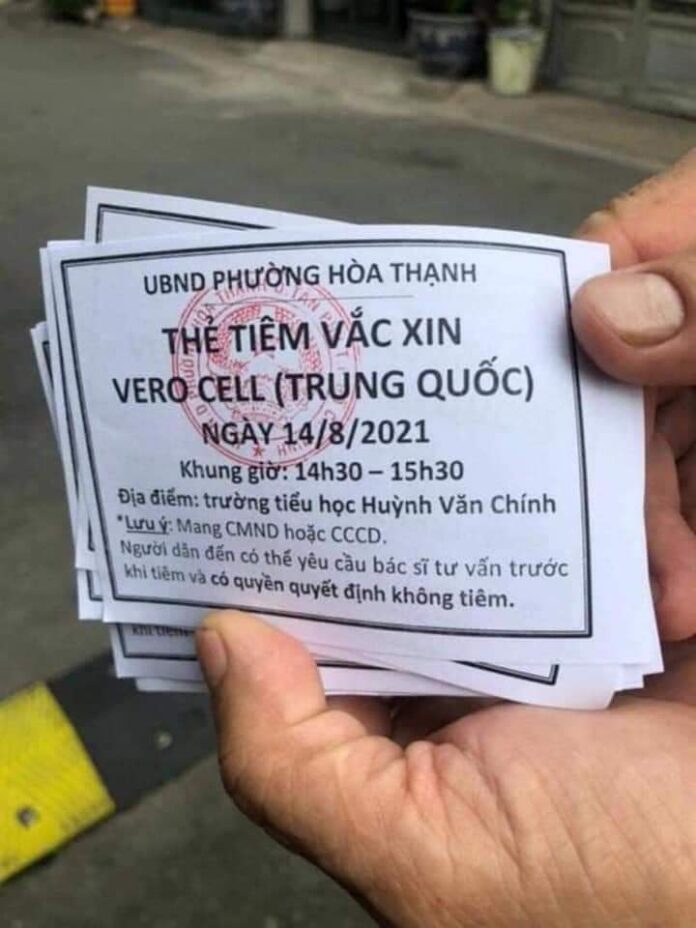 UBND PHƯỜNG HÒA THẠNH
THẺ TIÊM VẮC XIN
VERO CELL (TRUNG QUỐC)
NGÀY 14/8/2021
Khung giờ: 14h30 – 15h30
Địa điểm: trường tiểu học Huỳnh Văn Chính
*Lưu ý: Mang CMND hoặc CCCD.
Người dân đến có thể yêu cầu bác sĩ tư vấn trước
khi tiêm và có quyền quyết định không tiêm.
khi tiêm